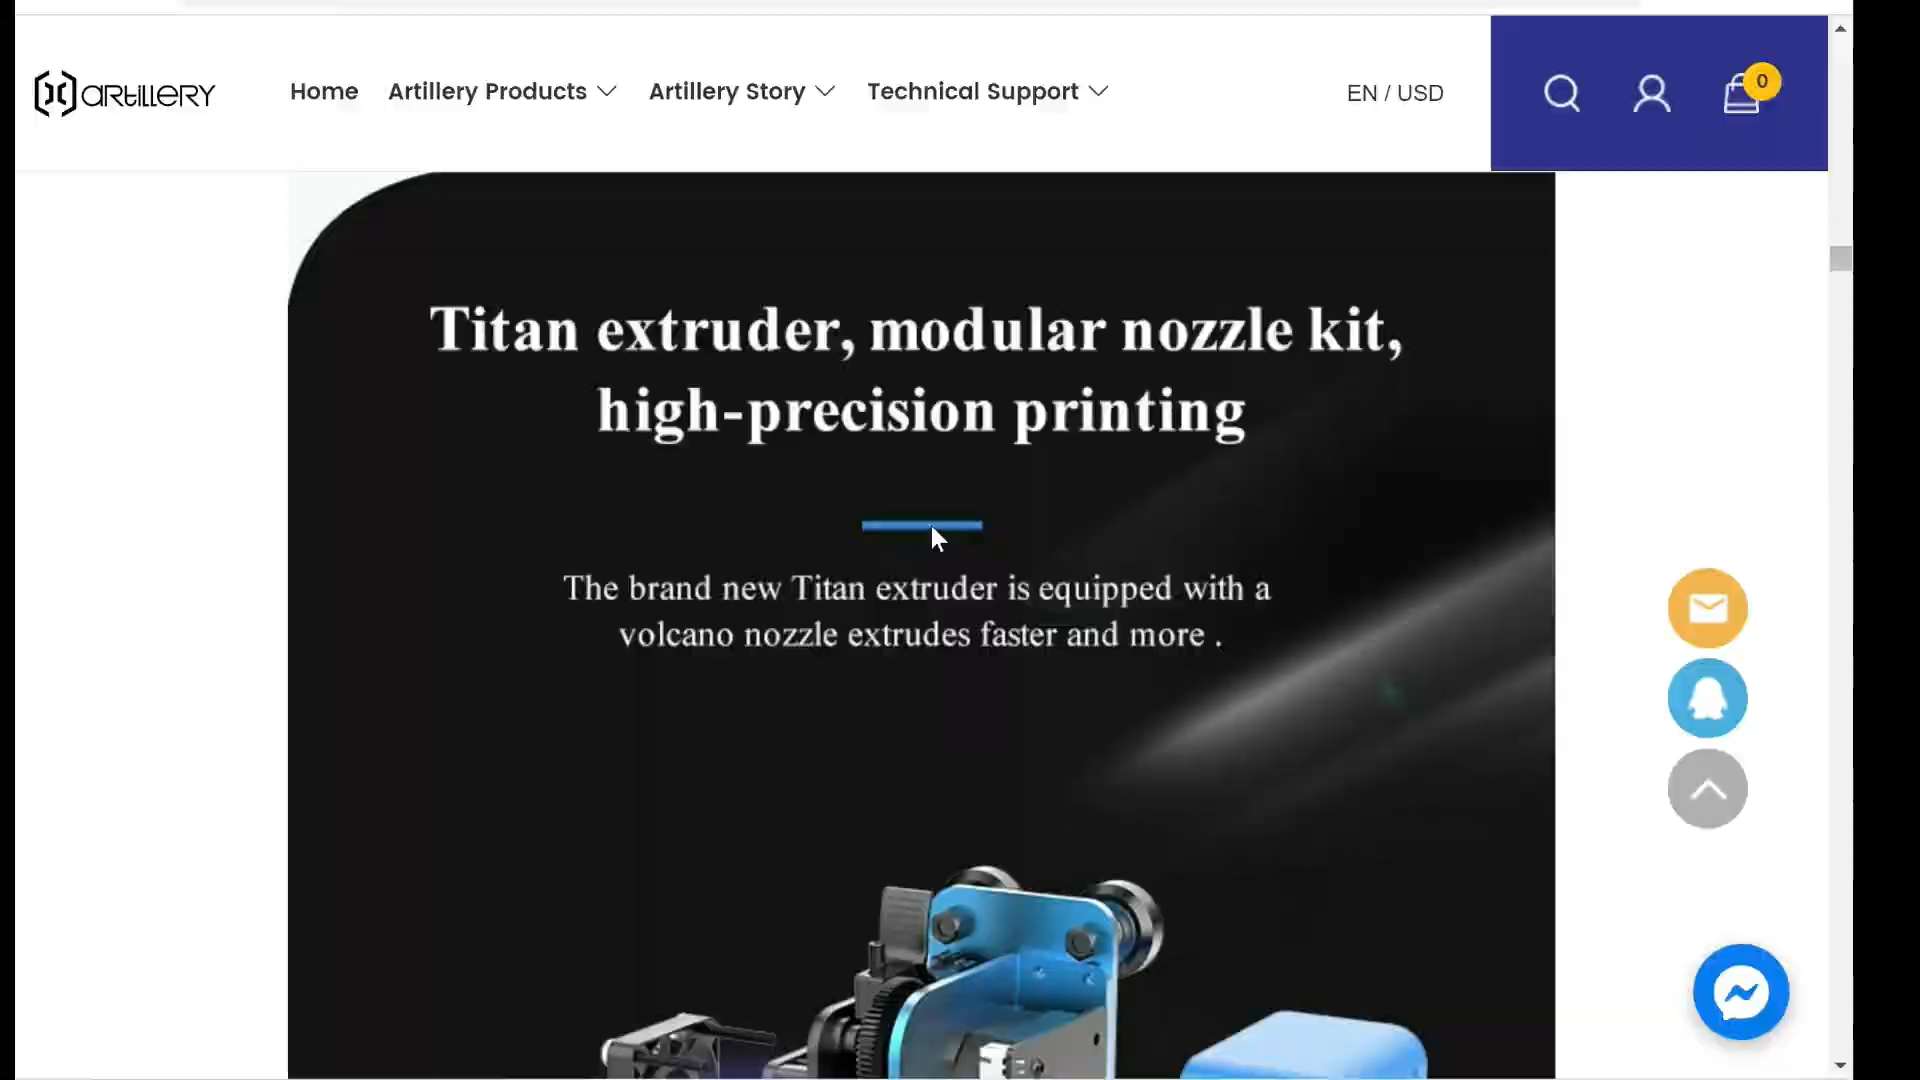 ARTILLERY
Home
Artillery Products
Artillery Story
Technical Support
EN / USD
0
Titan extruder, modular nozzle kit,
high-precision printing
The brand new Titan extruder is equipped with a
volcano nozzle extrudes faster and more .